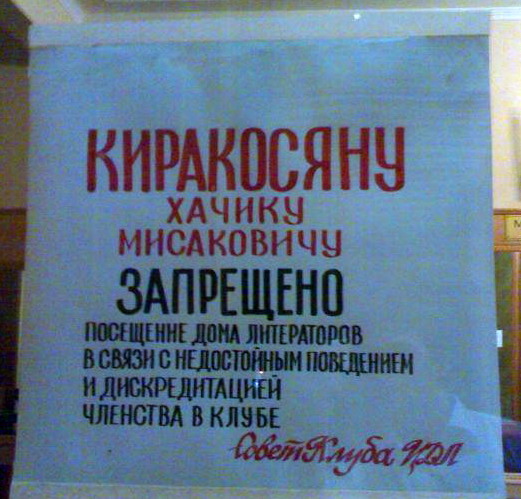 КИРАКОСЯНУ
ХАЧИКУ
МИСАКОВИЧУ
ЗАПРЕЩЕНО
ПОСЕЩЕНИЕ ДОМА ЛИТЕРАТОРОВ
В СВЯЗИ С НЕДОСТОЙНЫМ ПОВЕДЕНИЕМ
И ДИСКРЕДИТАЦИЕЙ
ЧЛЕНСТВА В КЛУБЕ
Совет Клуба ЦДЛ